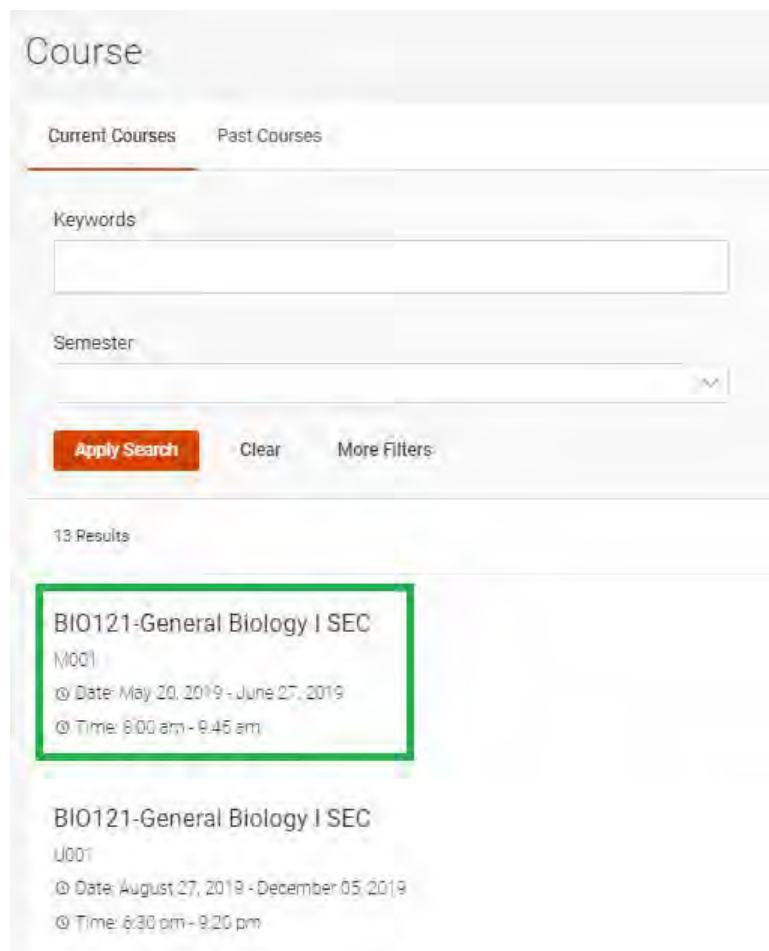 Course
Current Courses Past Courses
Keywords
Semester
Apply Search Clear More Filters
13 Results
BIO121-General Biology I SEC
M001
Date: May 20, 2019 - June 27, 2019
Time: 8:00 am - 9:45 am
BIO121-General Biology I SEC
U001
Date: August 27, 2019 - December 05, 2019
Time: 6:30 pm - 9:20 pm